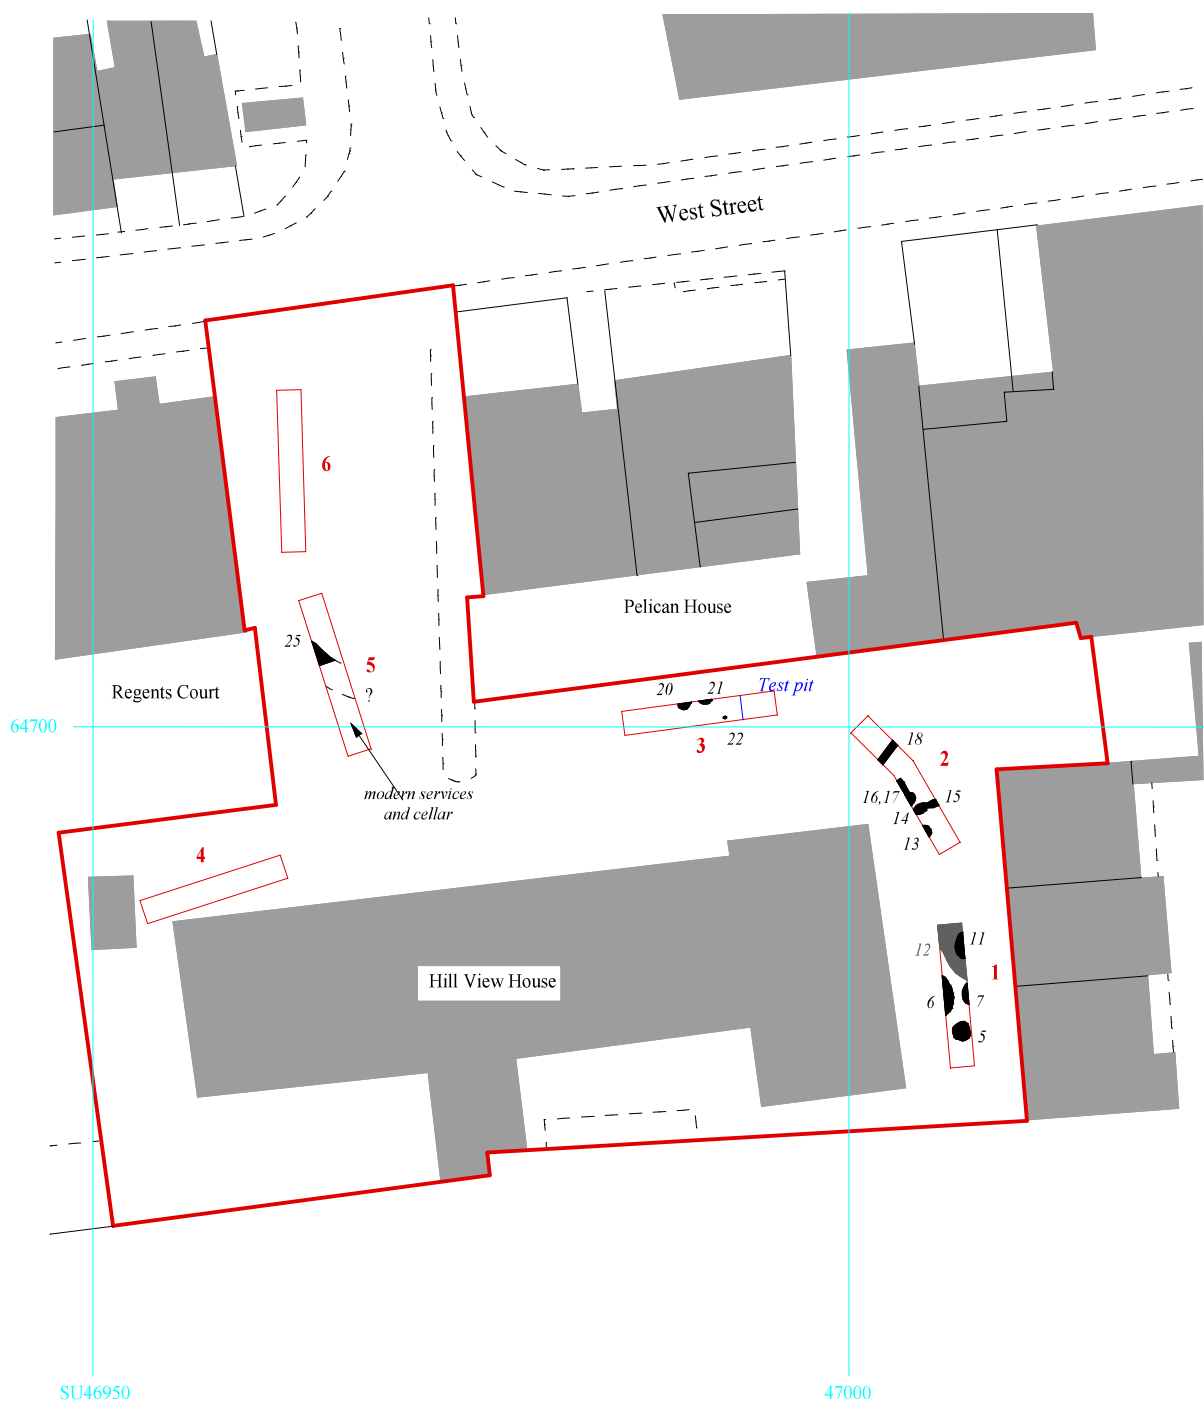 West Street
6
Pelican House
25
5
Regents Court
?
20
21
Test pit
64700
22
3
18
2
modern services
and cellar
16,17
15
14
13
4
12
11
1
Hill View House
6
7
5
SU46950
47000